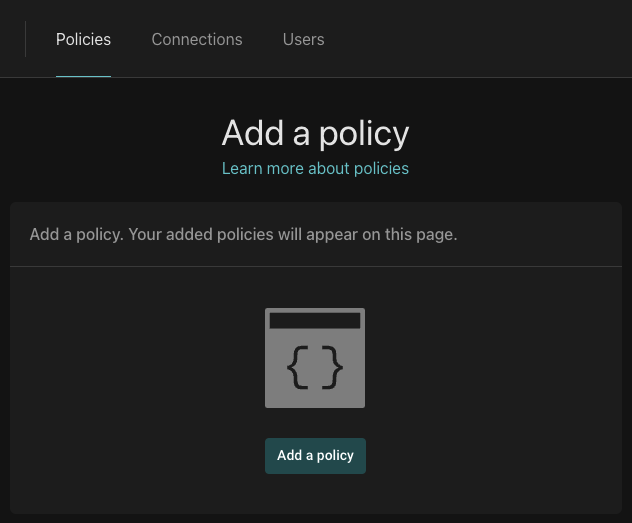 Policies Connections Users
Add a policy
Learn more about policies
Add a policy. Your added policies will appear on this page.
{ }
Add a policy